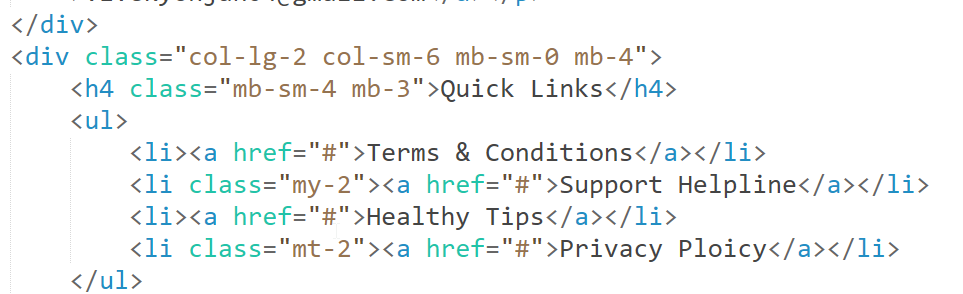 </div>
<div class="col-lg-2 col-sm-6 mb-sm-0 mb-4">
<h4 class="mb-sm-4 mb-3">Quick Links</h4>
<ul>
<li><a href="#">Terms & Conditions</a></li>
<li class="my-2"><a href="#">Support Helpline</a></li>
<li><a href="#">Healthy Tips</a></li>
<li class="mt-2"><a href="#">Privacy Ploicy</a></li>
</ul>